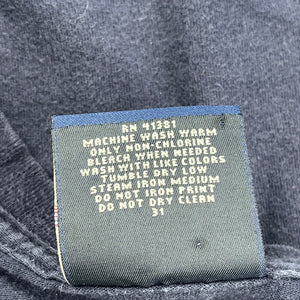 RN 41381
MACHINE WASH WARM
ONLY NON-CHLORINE
BLEACH WHEN NEEDED
WASH WITH LIKE COLORS
TUMBLE DRY LOW
STEAM IRON MEDIUM
DO NOT IRON PRINT
DO NOT DRY CLEAN
31